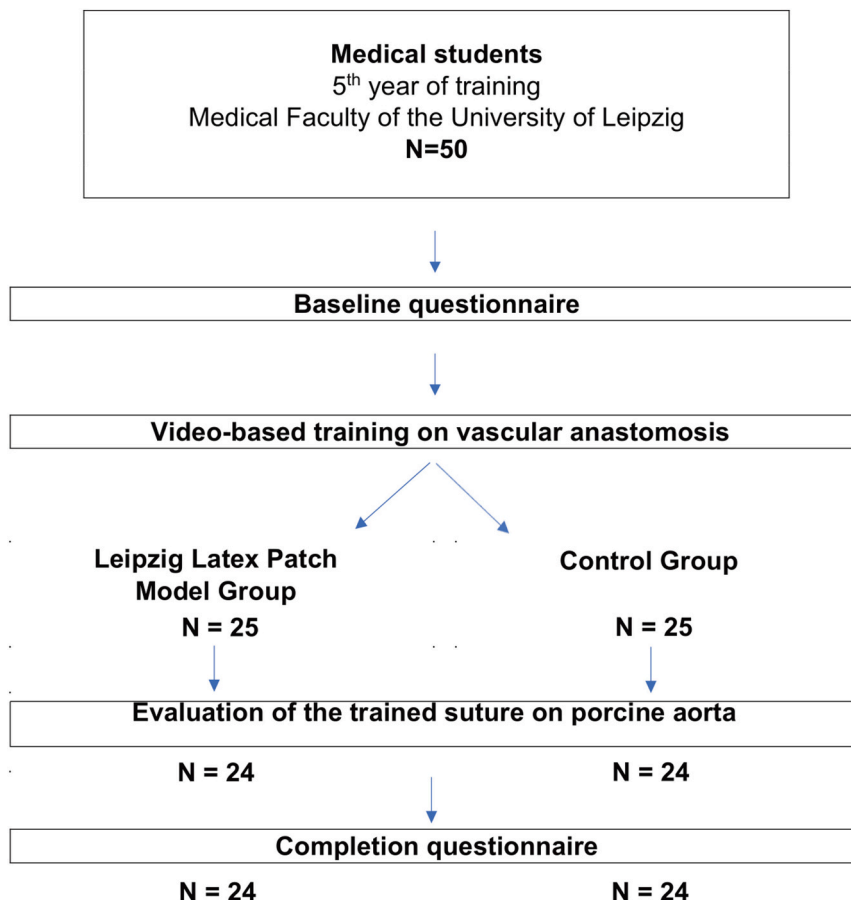 Medical students
5th year of training
Medical Faculty of the University of Leipzig
N=50
Baseline questionnaire
Video-based training on vascular anastomosis
Leipzig Latex Patch
Model Group
N = 25
Control Group
N = 25
Evaluation of the trained suture on porcine aorta
N = 24
N = 24
Completion questionnaire
N = 24
N = 24